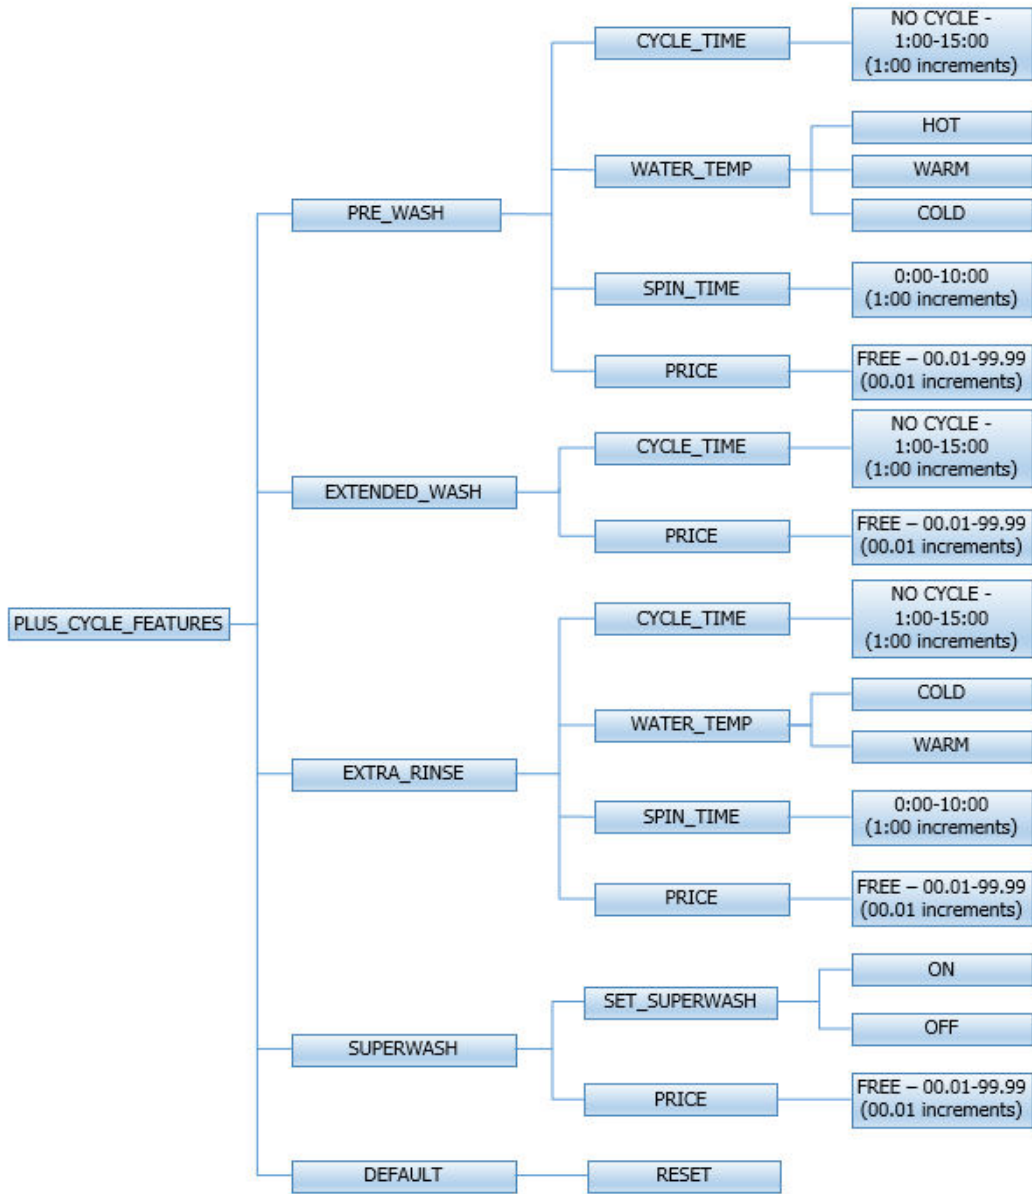 NO CYCLE -
1:00-15:00
(1:00 increments)
CYCLE_TIME
HOT
WATER_TEMP
WARM
COLD
PRE_WASH
SPIN_TIME
0:00-10:00
(1:00 increments)
PRICE
FREE – 00.01-99.99
(00.01 increments)
CYCLE_TIME
NO CYCLE -
1:00-15:00
(1:00 increments)
EXTENDED_WASH
PRICE
FREE – 00.01-99.99
(00.01 increments)
PLUS_CYCLE_FEATURES
CYCLE_TIME
NO CYCLE -
1:00-15:00
(1:00 increments)
COLD
WATER_TEMP
WARM
EXTRA_RINSE
SPIN_TIME
0:00-10:00
(1:00 increments)
PRICE
FREE – 00.01-99.99
(00.01 increments)
ON
SET_SUPERWASH
OFF
SUPERWASH
PRICE
FREE – 00.01-99.99
(00.01 increments)
DEFAULT
RESET